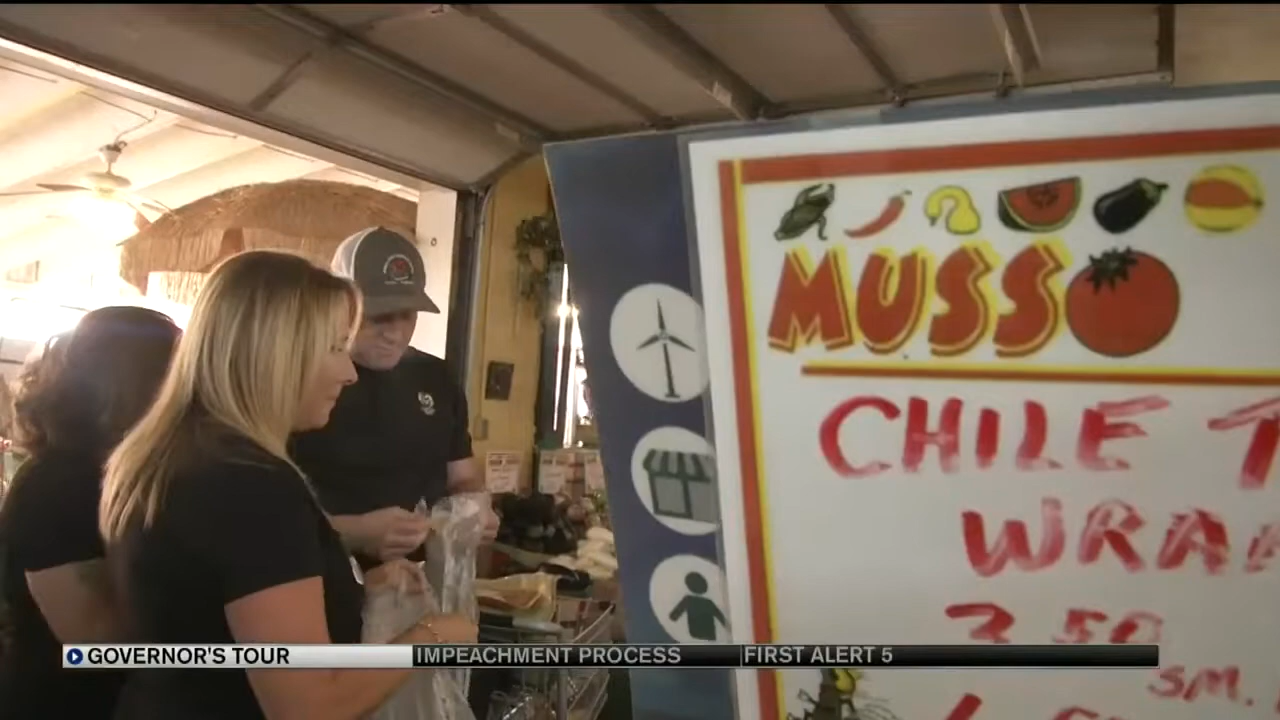 MUSSO
CHILE
WRA
3.50
SM.
GOVERNOR'S TOUR
IMPEACHMENT PROCESS
FIRST ALERT 5